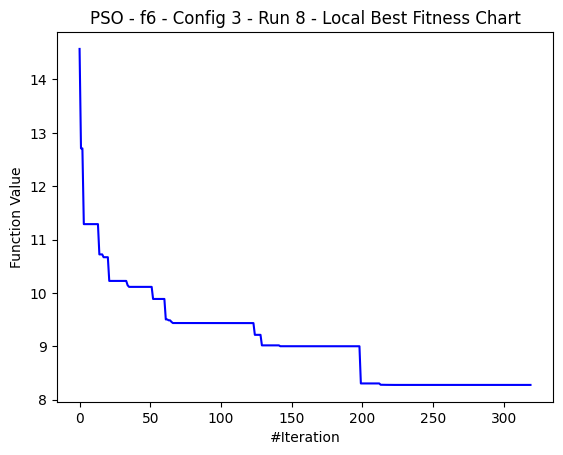 PSO - f6 - Config 3 - Run 8 - Local Best Fitness Chart
Function Value
14
13
12
11
10
9
8
0 50 100 150 200 250 300
#Iteration